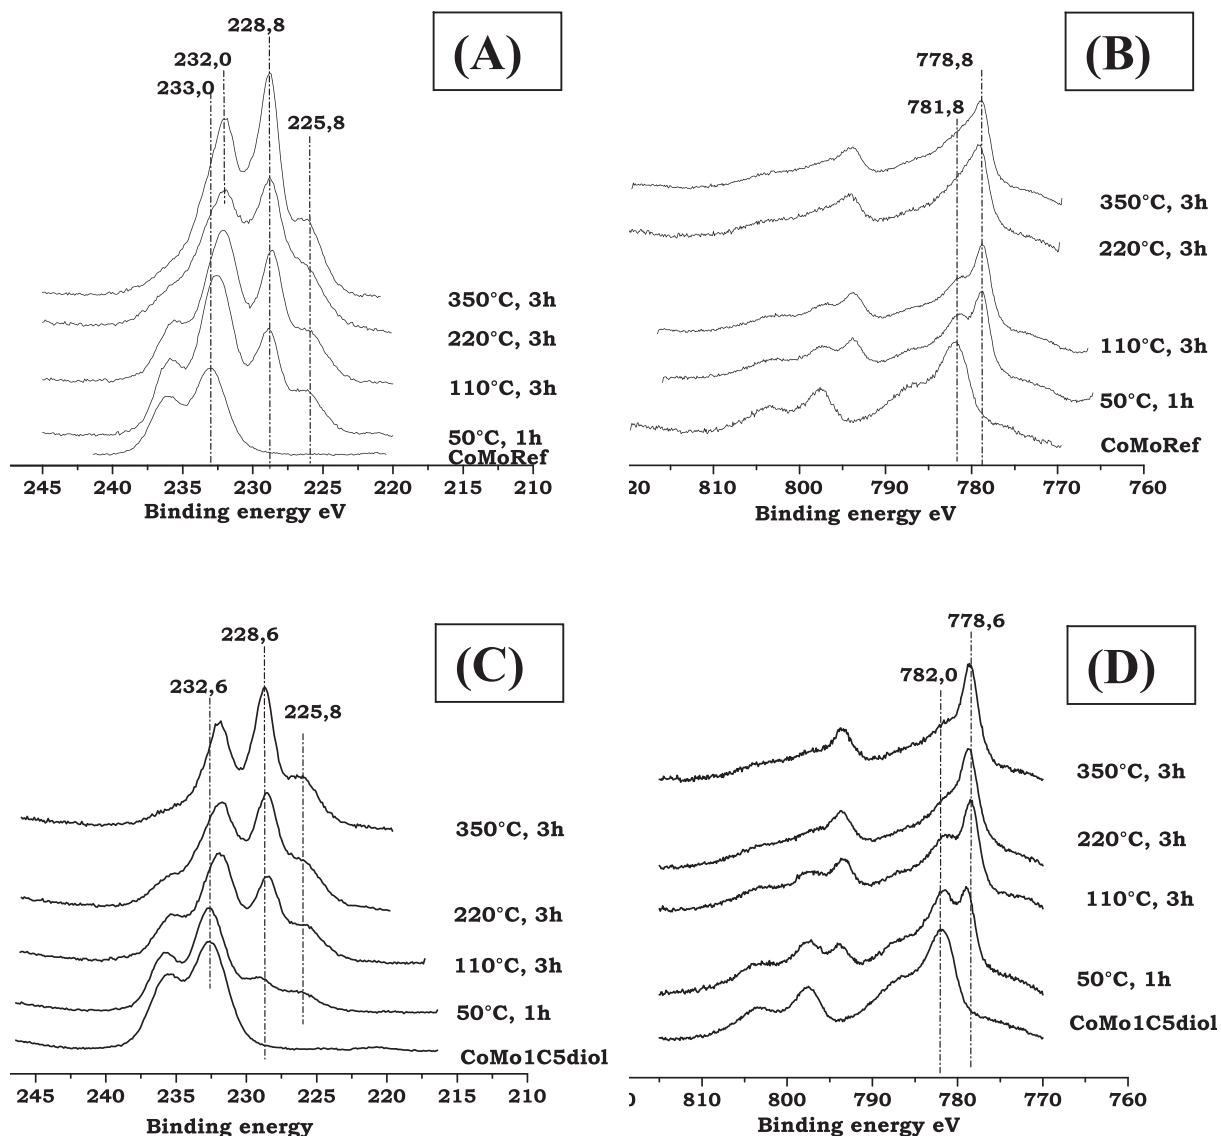 (A)
228,8
232,0
233,0
225,8
350°C, 3h
220°C, 3h
110°C, 3h
50°C, 1h
CoMoRef
245 240 235 230 225 220 215 210
Binding energy eV
(B)
778,8
781,8
350°C, 3h
220°C, 3h
110°C, 3h
50°C, 1h
CoMoRef
20 810 800 790 780 770 760
Binding energy eV
(C)
228,6
232,6
225,8
350°C, 3h
220°C, 3h
110°C, 3h
50°C, 1h
CoMo1C5diol
245 240 235 230 225 220 215 210
Binding energy
(D)
778,6
782,0
350°C, 3h
220°C, 3h
110°C, 3h
50°C, 1h
CoMo1C5diol
810 800 790 780 770 760
Binding energy eV